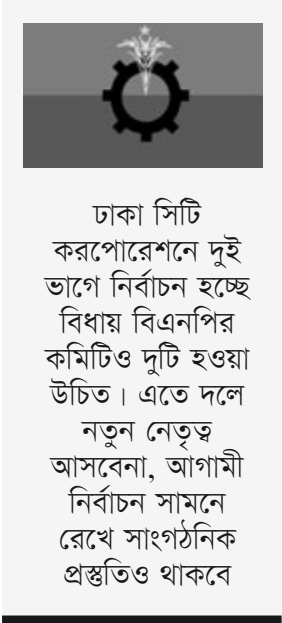 ঢাকা সিটি
করপোরেশনে দুই
ভাগে নির্বাচন হচ্ছে
বিধায় বিএনপির
কমিটিও দুটি হওয়া
উচিত। এতে দলে
নতুন নেতৃত্ব
আসবেনা, আগামী
নির্বাচন সামনে
রেখে সাংগঠনিক
প্রস্তুতিও থাকবে